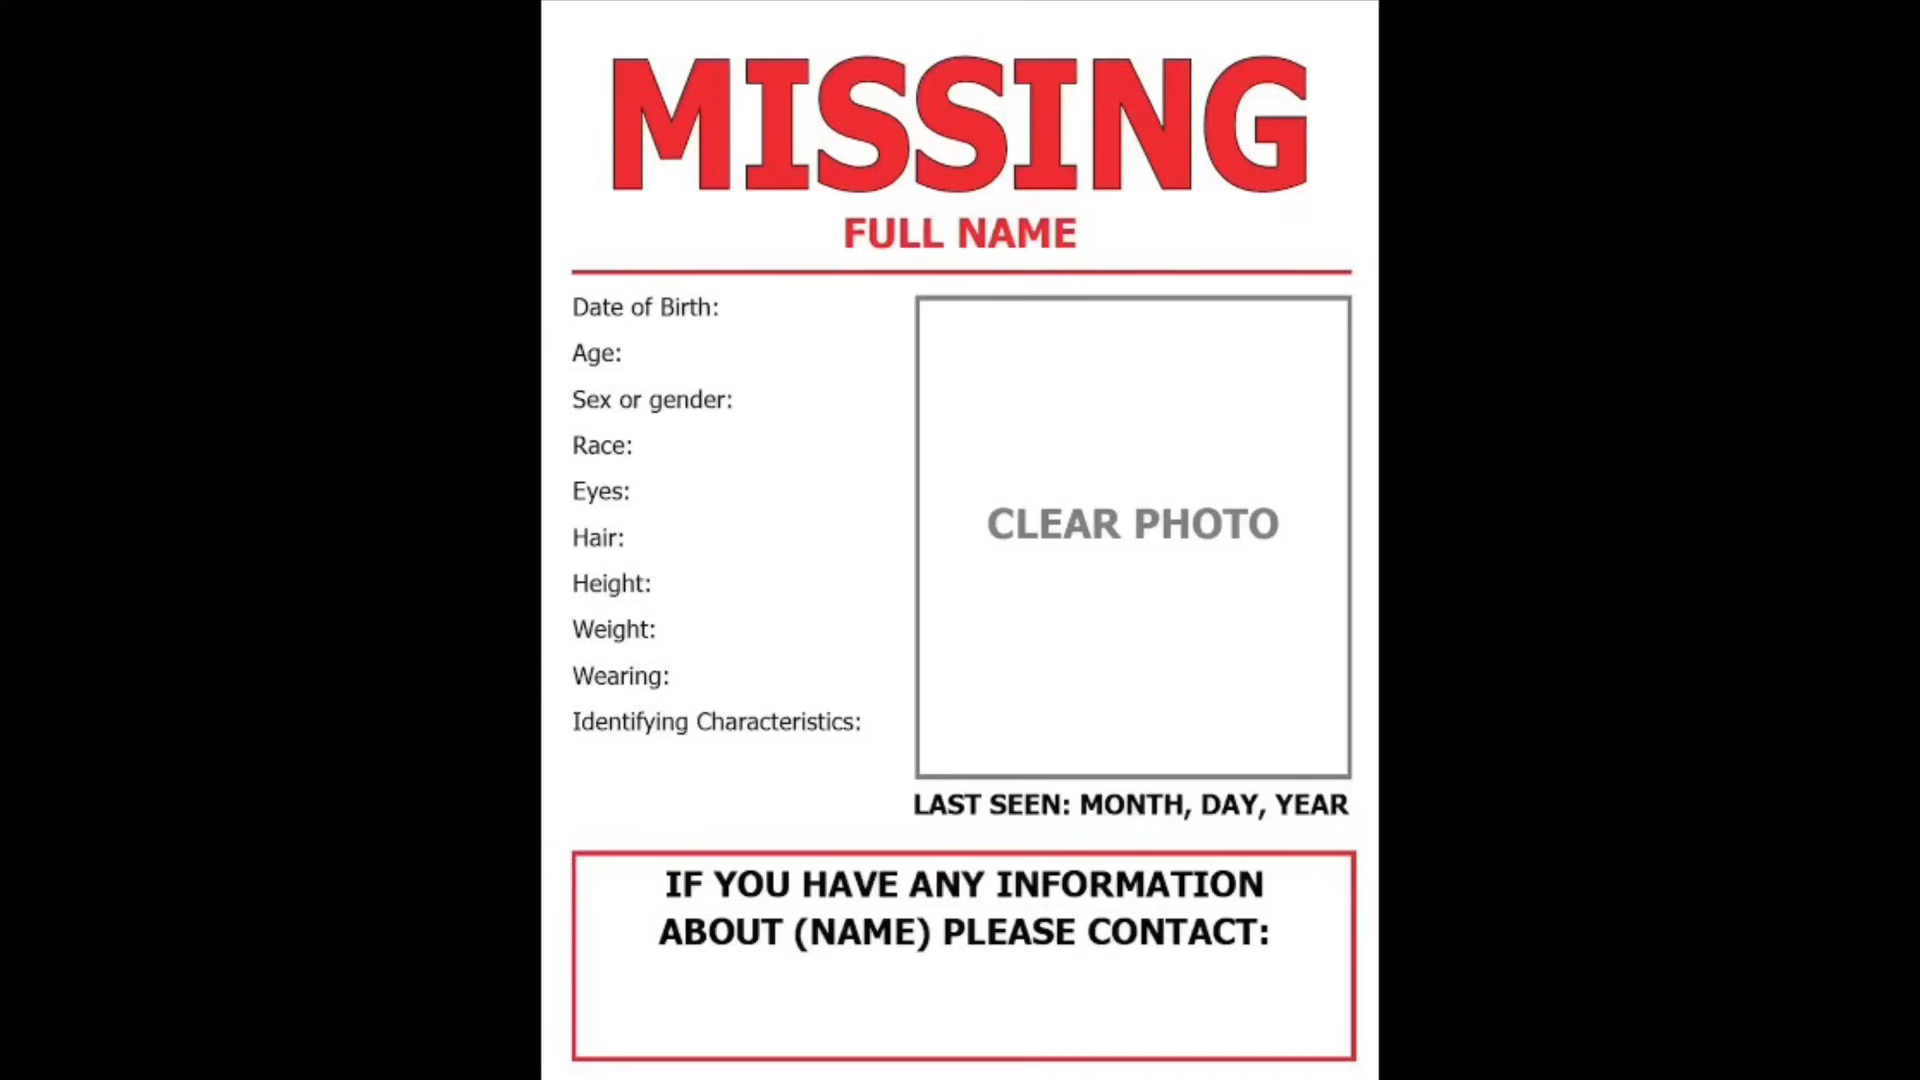 MISSING
FULL NAME
Date of Birth:
Age:
Sex or gender:
Race:
Eyes:
Hair:
Height:
Weight:
Wearing:
Identifying Characteristics:
CLEAR PHOTO
LAST SEEN: MONTH, DAY, YEAR
IF YOU HAVE ANY INFORMATION
ABOUT (NAME) PLEASE CONTACT: